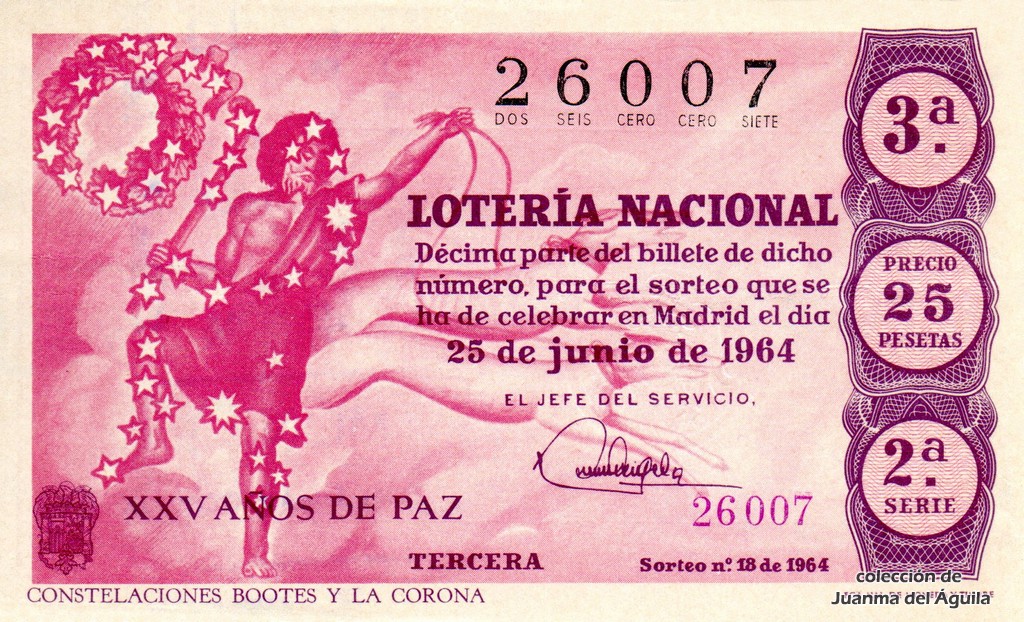 26007
DOS SEIS CERO CERO SIETE
3ª.
LOTERÍA NACIONAL
Décima parte del billete de dicho
número, para el sorteo que se
ha de celebrar en Madrid el día
25 de junio de 1964
PRECIO
25
PESETAS
EL JEFE DEL SERVICIO,
2ª.
SERIE
XXV AÑOS DE PAZ
26007
TERCERA
Sorteo nº 18 de 1964
CONSTELACIONES BOOTES Y LA CORONA
colección de
Juanma del Águila